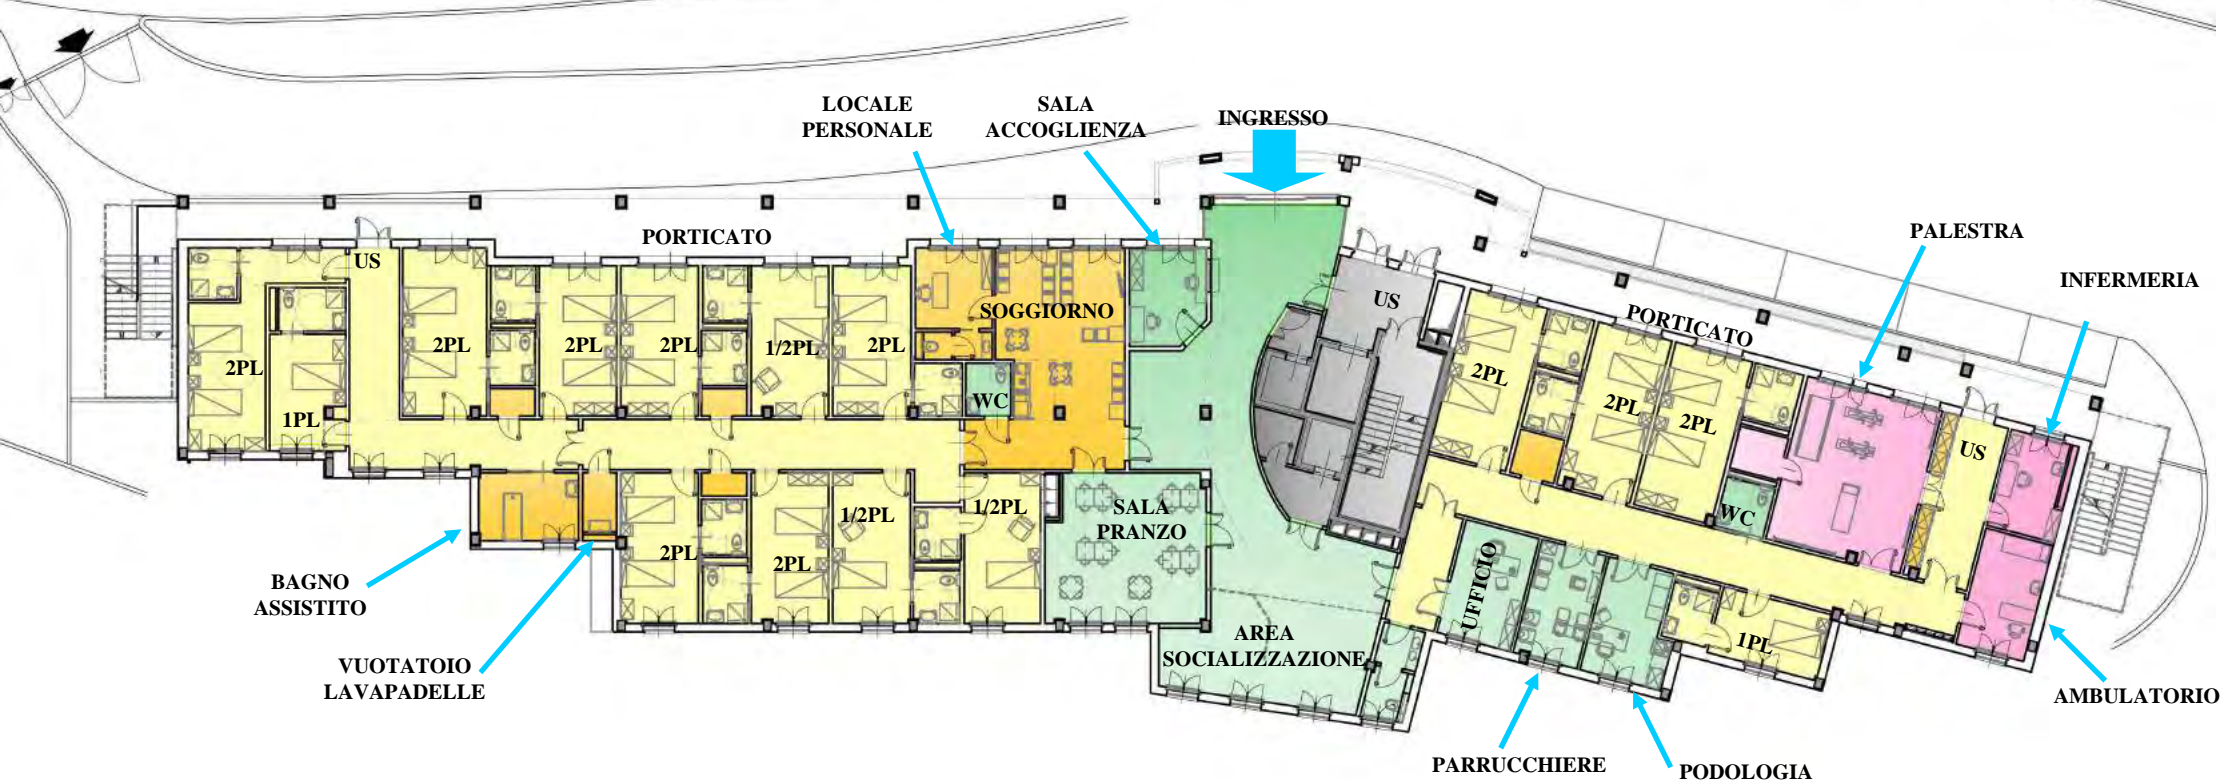 LOCALE
PERSONALE
SALA
ACCOGLIENZA
INGRESSO
PALESTRA
INFERMERIA
PORTICATO
US
SOGGIORNO
US
PORTICATO
2PL
1PL
2PL
2PL
2PL
1/2PL
2PL
WC
2PL
2PL
2PL
WC
US
2PL
2PL
1/2PL
1/2PL
SALA
PRANZO
UFFICIO
1PL
AREA
SOCIALIZZAZIONE
BAGNO
ASSISTITO
VUOTATOIO
LAVAPADELLE
AMBULATORIO
PARRUCCHIERE
PODOLOGIA